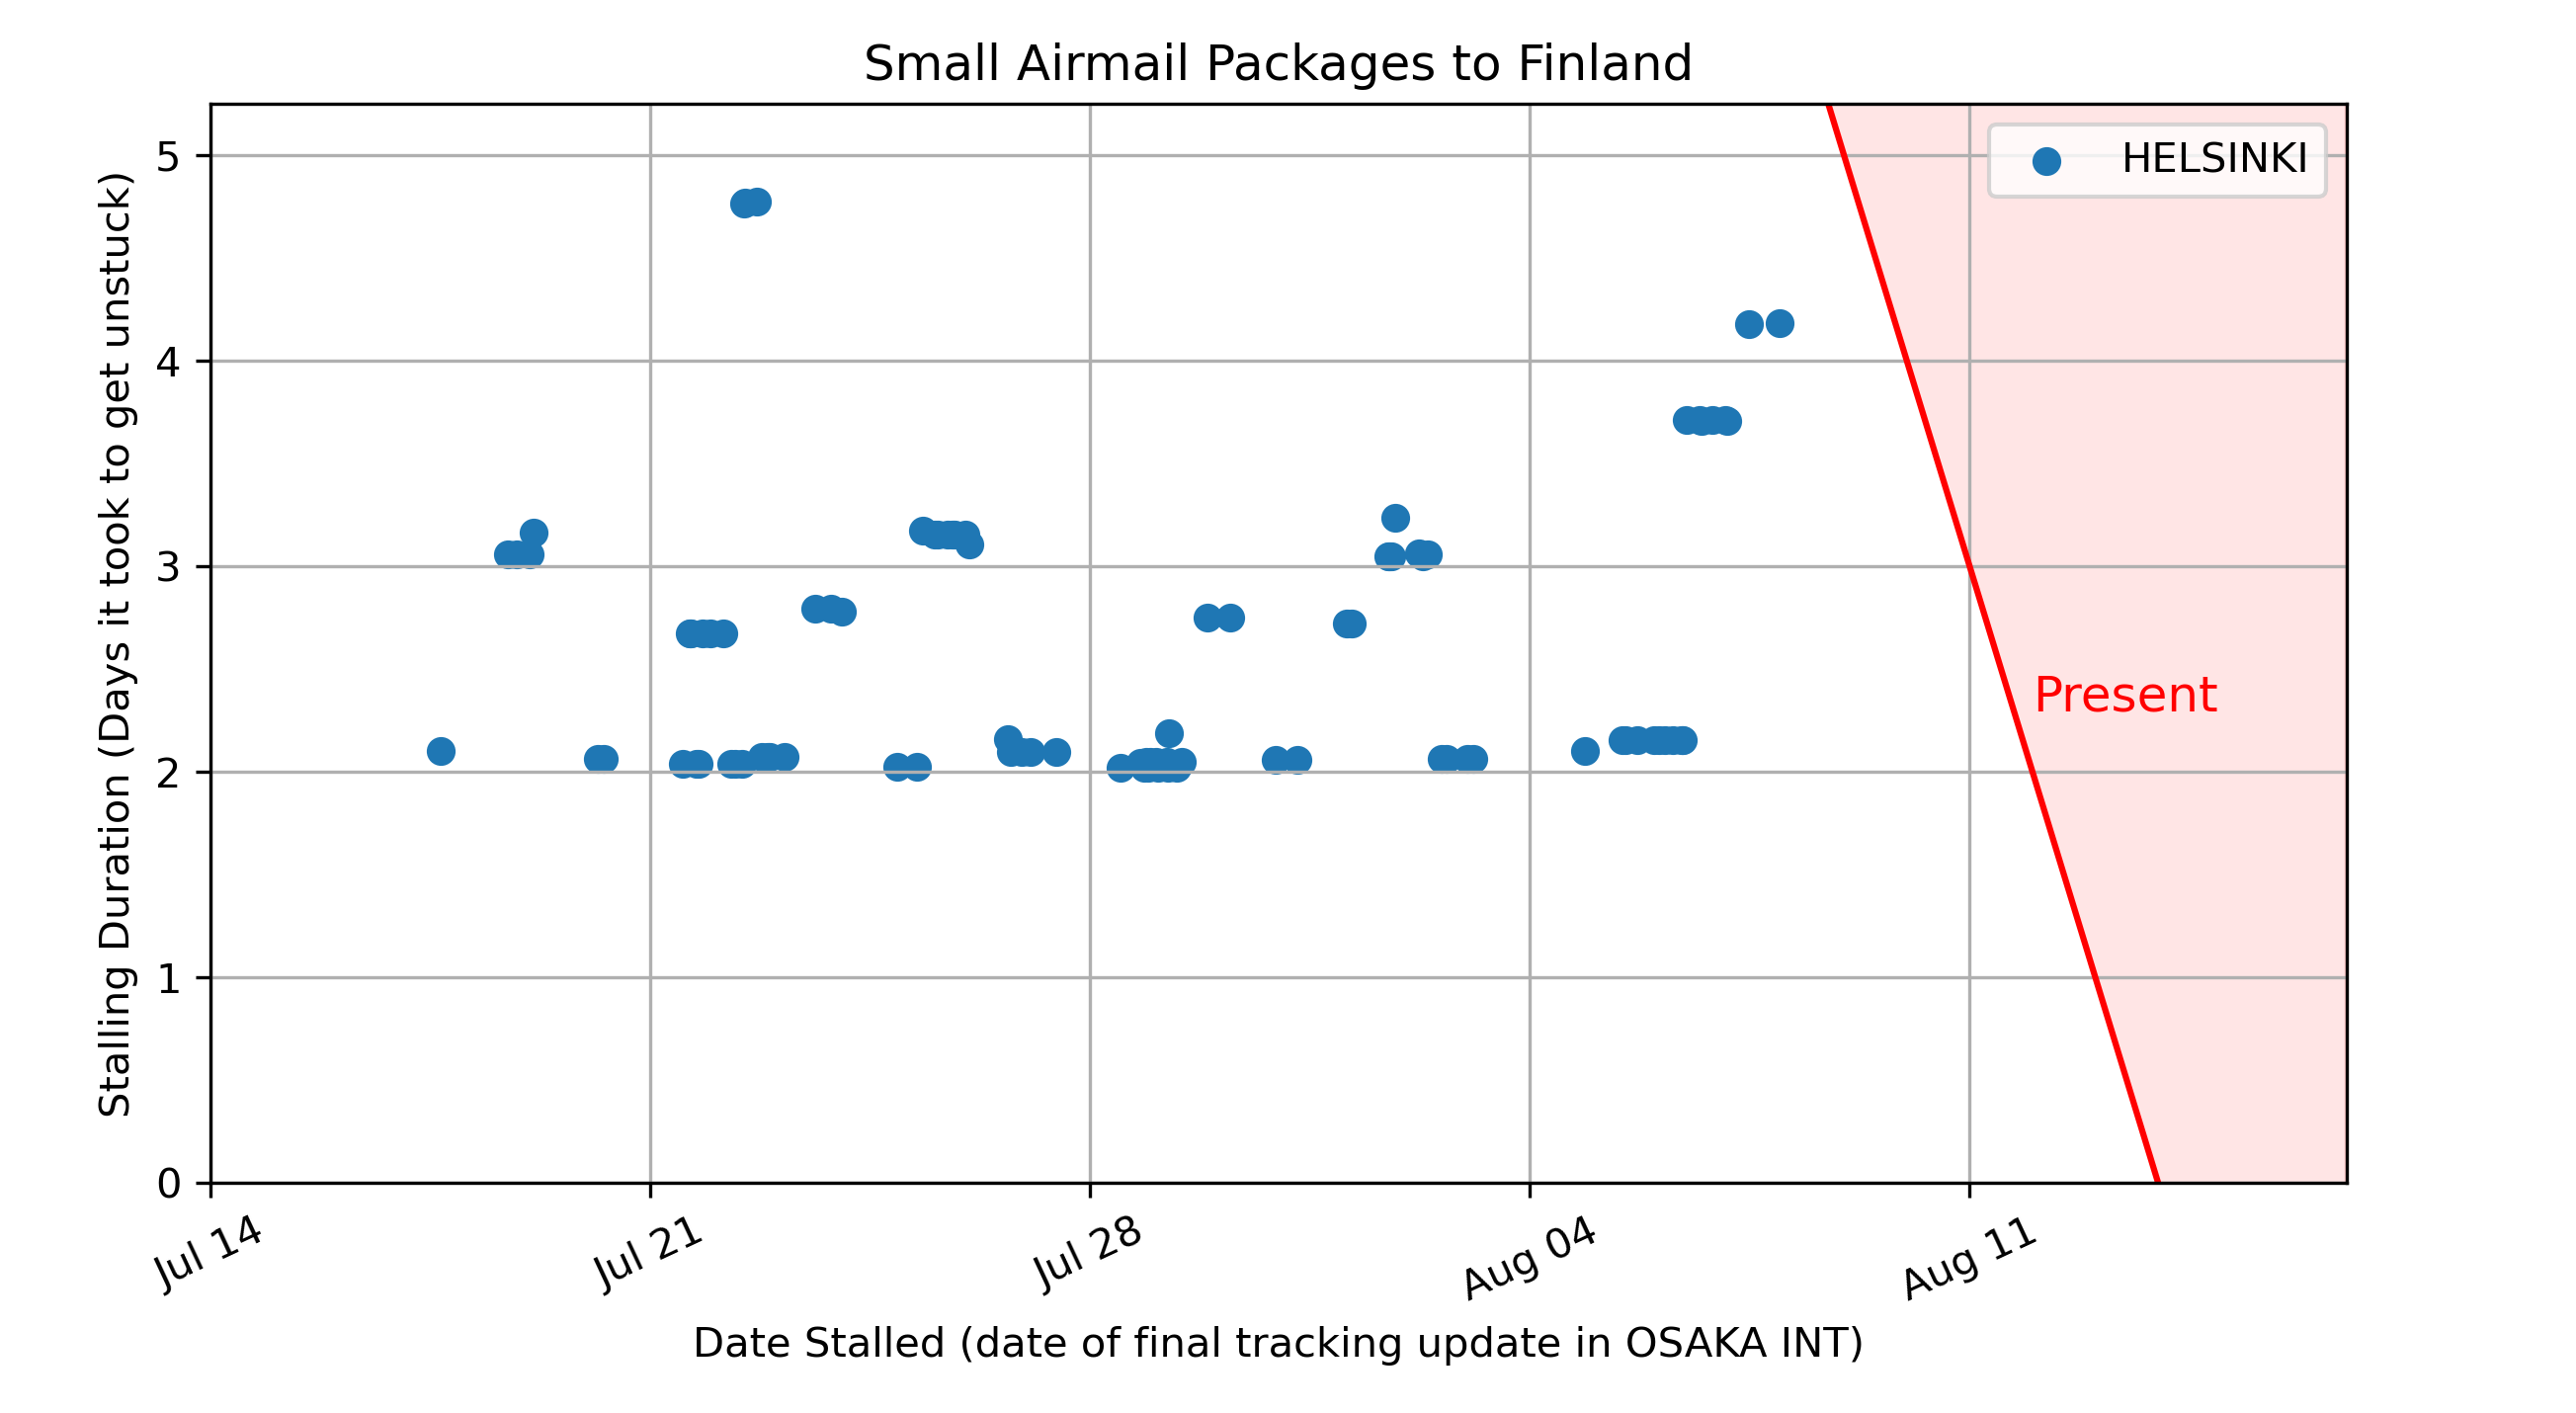 Small Airmail Packages to Finland
Stalling Duration (Days it took to get unstuck)
5
4
3
2
1
0
HELSINKI
Present
Jul 14
Jul 21
Jul 28
Aug 04
Aug 11
Date Stalled (date of final tracking update in OSAKA INT)